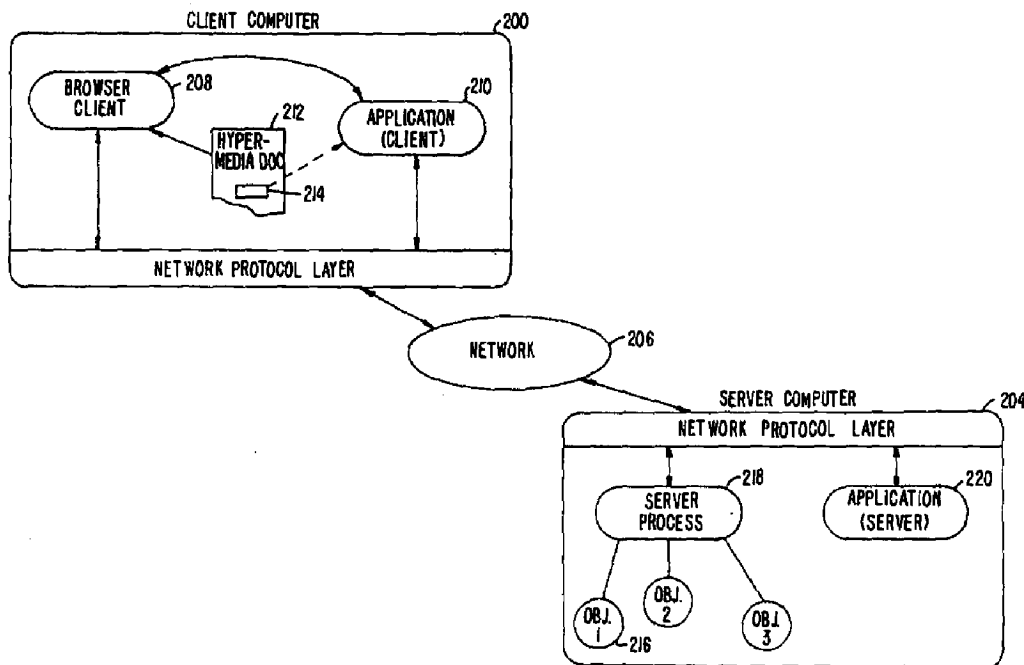 CLIENT COMPUTER
200
BROWSER
CLIENT
208
210
APPLICATION
(CLIENT)
212
HYPER-
MEDIA DOC
214
NETWORK PROTOCOL LAYER
NETWORK
206
SERVER COMPUTER
204
NETWORK PROTOCOL LAYER
218
SERVER
PROCESS
220
APPLICATION
(SERVER)
OBJ.
1
216
OBJ.
2
OBJ.
3